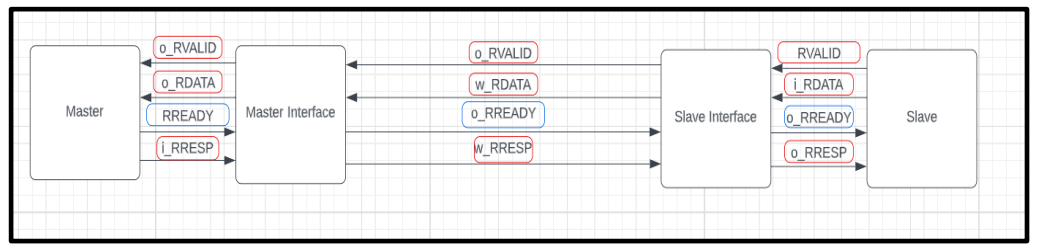 o_RVALID
o_RVALID
RVALID
o_RDATA
w_RDATA
i_RDATA
Master
RREADY
Master Interface
o_RREADY
Slave Interface
o_RREADY
Slave
i_RRESP
w_RRESP
o_RRESP